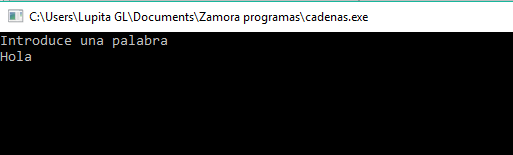 C:\Users\Lupita GL\Documents\Zamora programas\cadenas.exe
Introduce una palabra
Hola